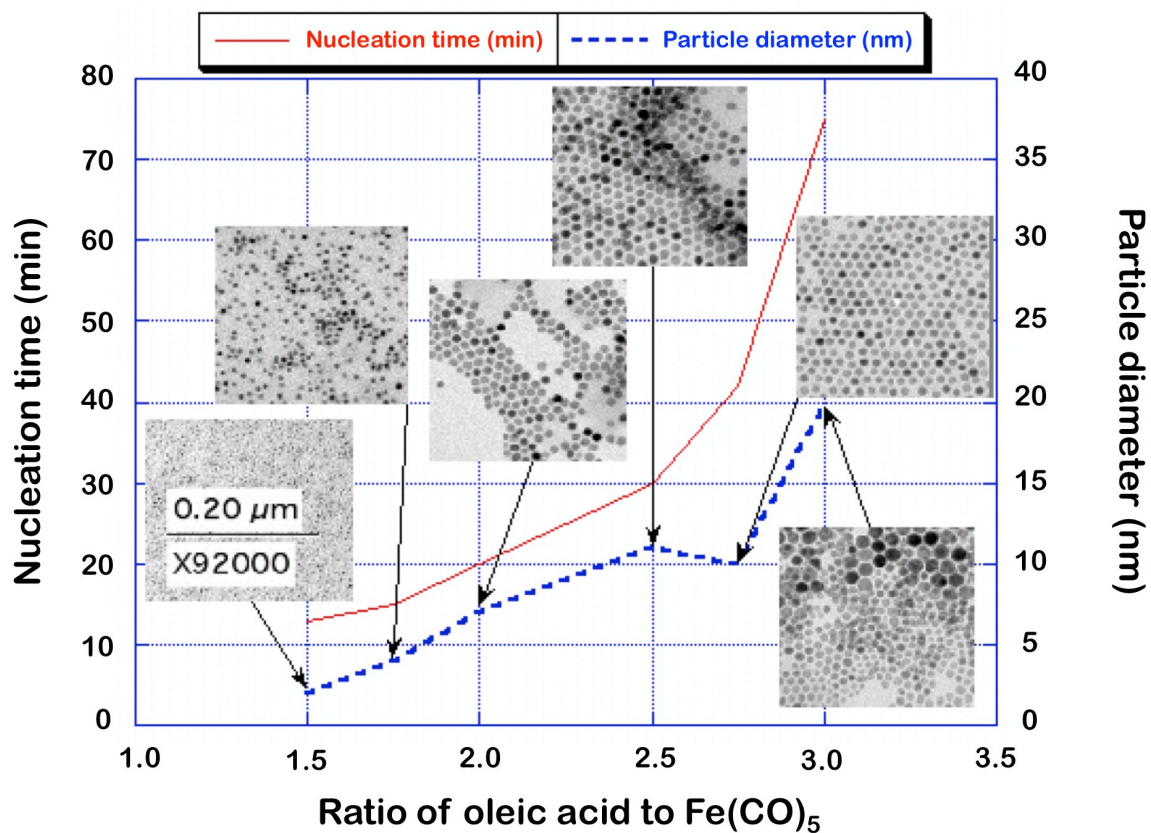 Nucleation time (min) Particle diameter (nm)
80
70
60
50
40
30
20
10
0
Nucleation time (min)
40
35
30
25
20
15
10
5
0
Particle diameter (nm)
0.20 µm
X92000
1.0 1.5 2.0 2.5 3.0 3.5
Ratio of oleic acid to Fe(CO)₅